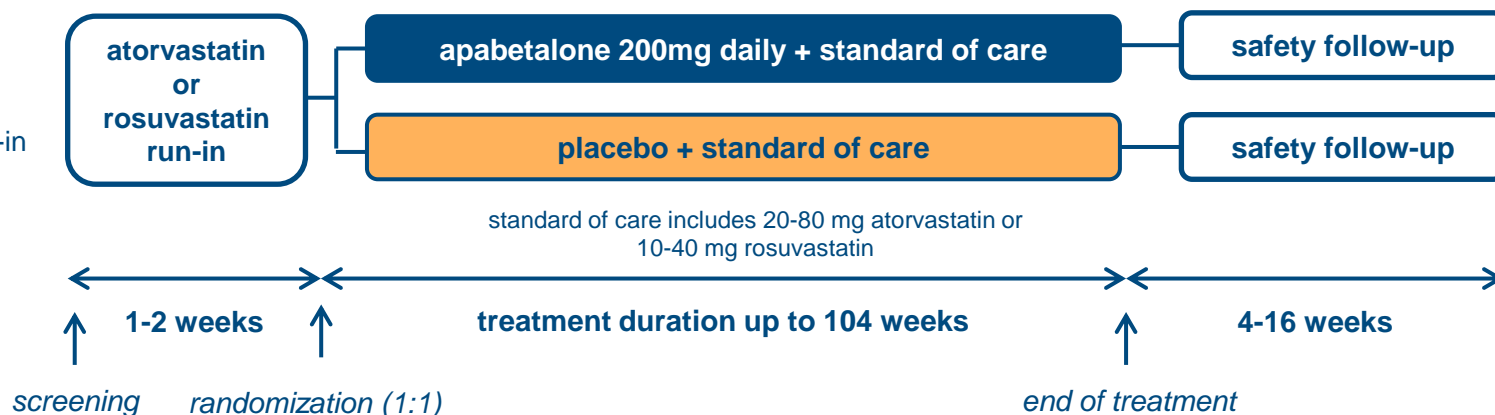 atorvastatin
or
rosuvastatin
run-in
-in
apabetalone 200mg daily + standard of care
safety follow-up
placebo + standard of care
safety follow-up
standard of care includes 20-80 mg atorvastatin or
10-40 mg rosuvastatin
1-2 weeks
treatment duration up to 104 weeks
4-16 weeks
screening
randomization (1:1)
end of treatment